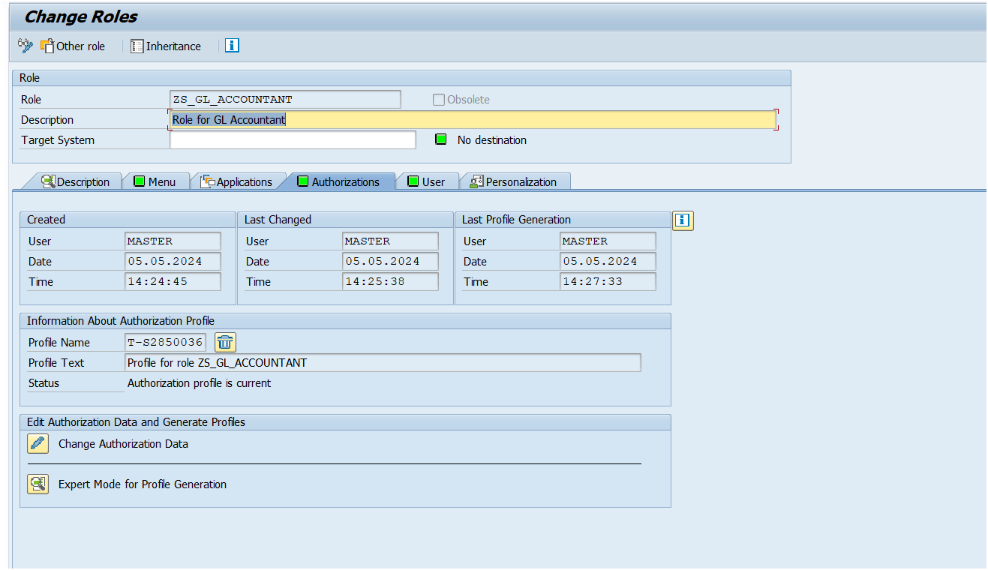 Change Roles
Other role Inheritance
Role
Role ZS_GL_ACCOUNTANT Obsolete
Description Role for GL Accountant
Target System No destination
Description Menu Applications Authorizations User Personalization
Created Last Changed Last Profile Generation
User MASTER User MASTER User MASTER
Date 05.05.2024 Date 05.05.2024 Date 05.05.2024
Time 14:24:45 Time 14:25:38 Time 14:27:33
Information About Authorization Profile
Profile Name T-S2850036
Profile Text Profile for role ZS_GL_ACCOUNTANT
Status Authorization profile is current
Edit Authorization Data and Generate Profiles
Change Authorization Data
Expert Mode for Profile Generation